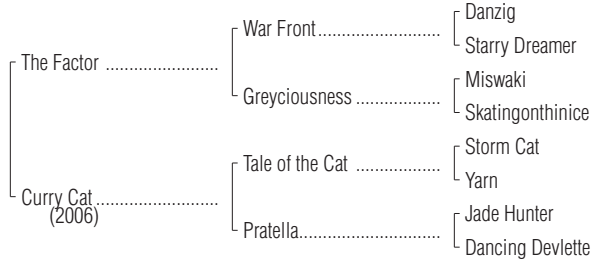 Danzig
War Front........................
Starry Dreamer
The Factor ......................
Miswaki
Greyciousness .................
Skatingonthinice
Storm Cat
Tale of the Cat .................
Yarn
Curry Cat........................
(2006)
Jade Hunter
Pratella............................
Dancing Devlette